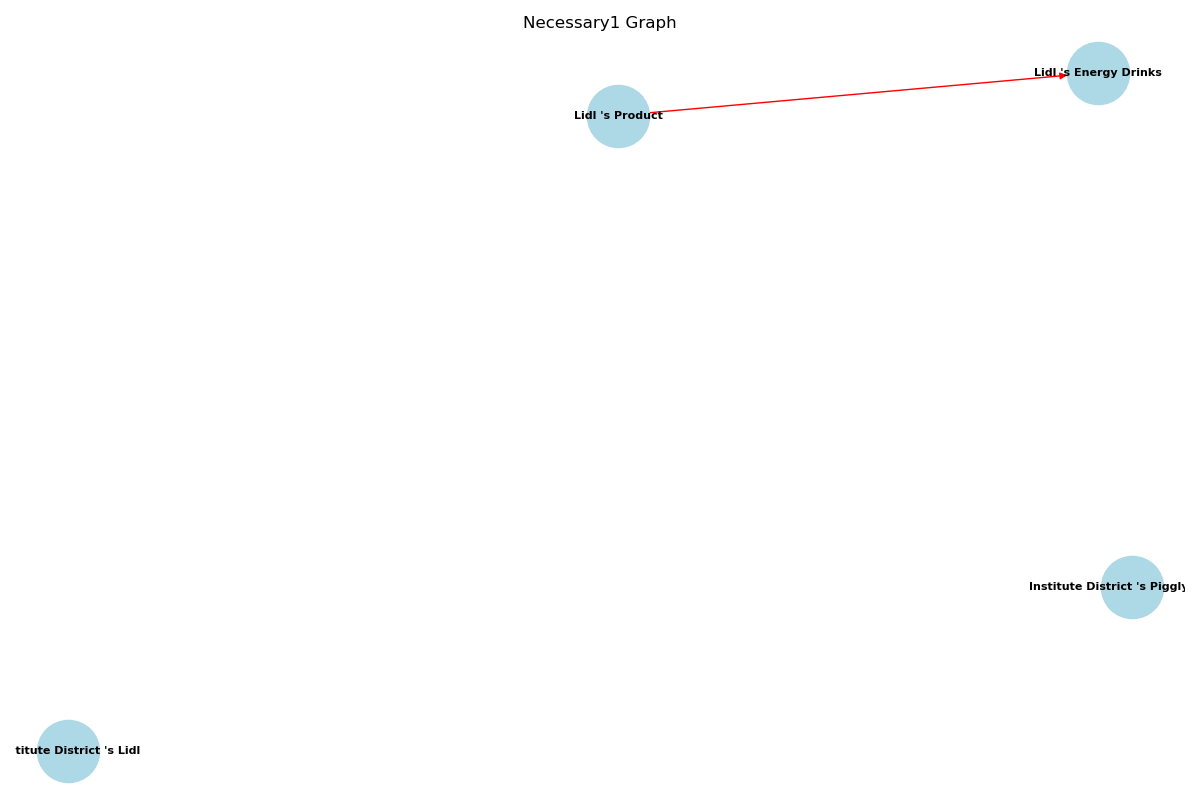 Necessary1 Graph
Lidl 's Energy Drinks
Lidl 's Product
Institute District 's Piggly
titute District 's Lidl